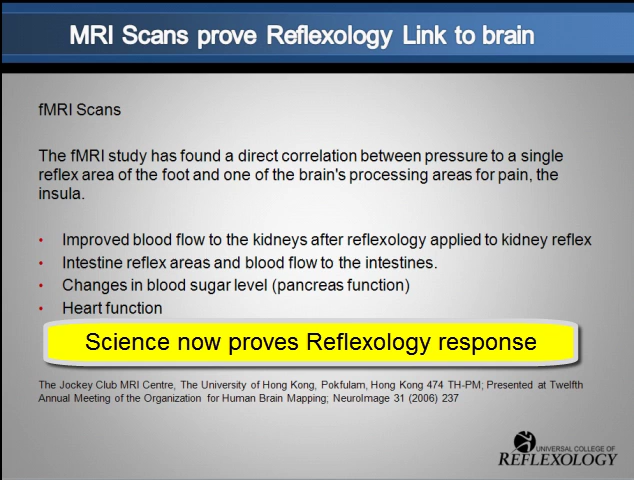 MRI Scans prove Reflexology Link to brain
fMRI Scans
The fMRI study has found a direct correlation between pressure to a single
reflex area of the foot and one of the brain's processing areas for pain, the
insula.
• Improved blood flow to the kidneys after reflexology applied to kidney reflex
• Intestine reflex areas and blood flow to the intestines.
• Changes in blood sugar level (pancreas function)
• Heart function
Science now proves Reflexology response
The Jockey Club MRI Centre, The University of Hong Kong, Pokfulam, Hong Kong 474 TH-PM; Presented at Twelfth
Annual Meeting of the Organization for Human Brain Mapping; NeuroImage 31 (2006) 237
UNIVERSAL COLLEGE OF
REFLEXOLOGY